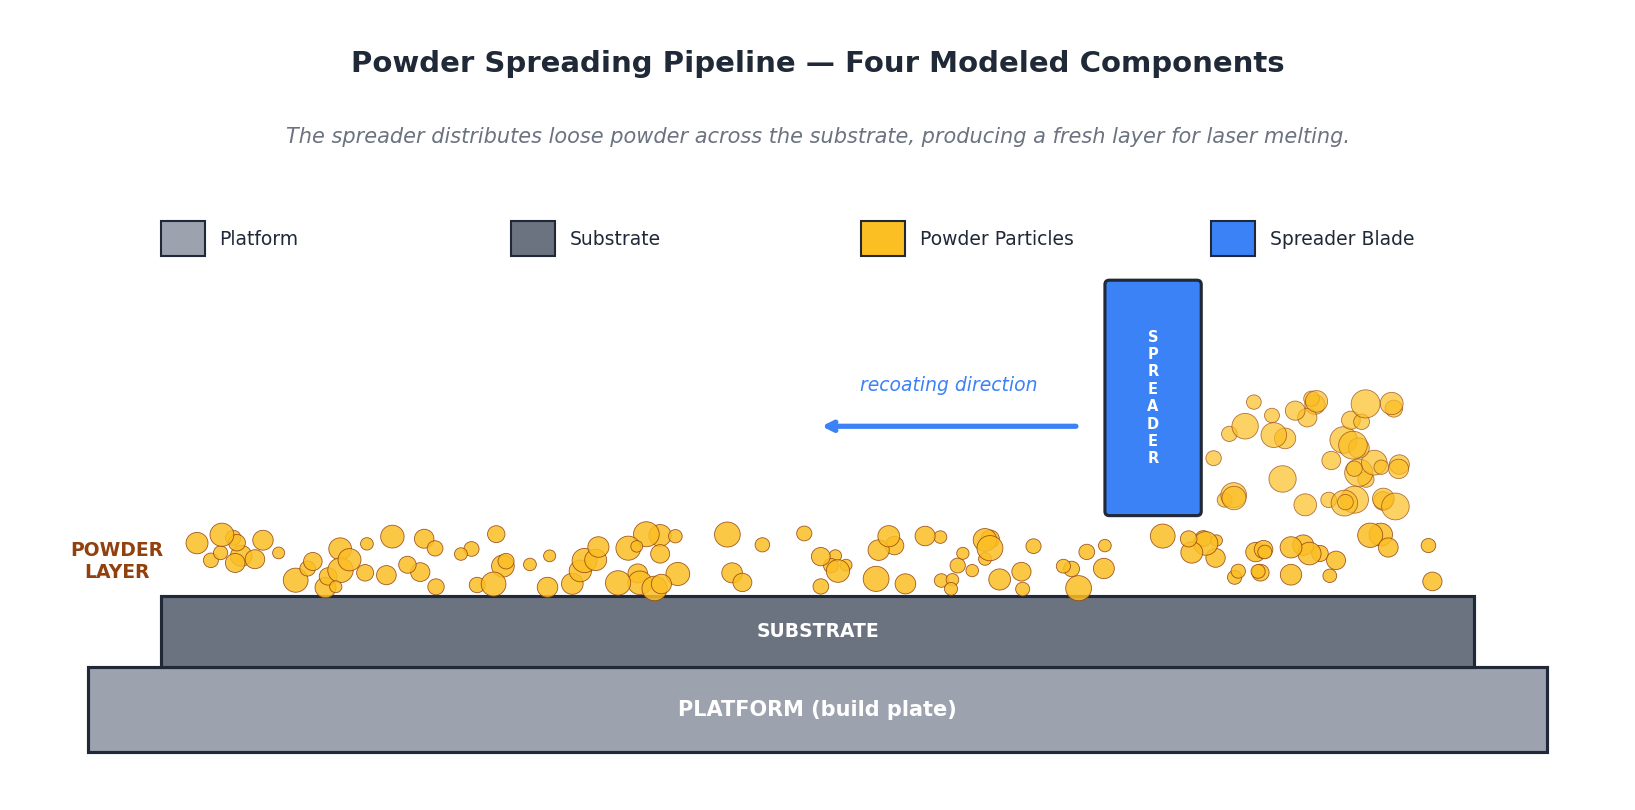 Powder Spreading Pipeline — Four Modeled Components
The spreader distributes loose powder across the substrate, producing a fresh layer for laser melting.
Platform
Substrate
Powder Particles
Spreader Blade
SPREADER
recoating direction
POWDER
LAYER
SUBSTRATE
PLATFORM (build plate)